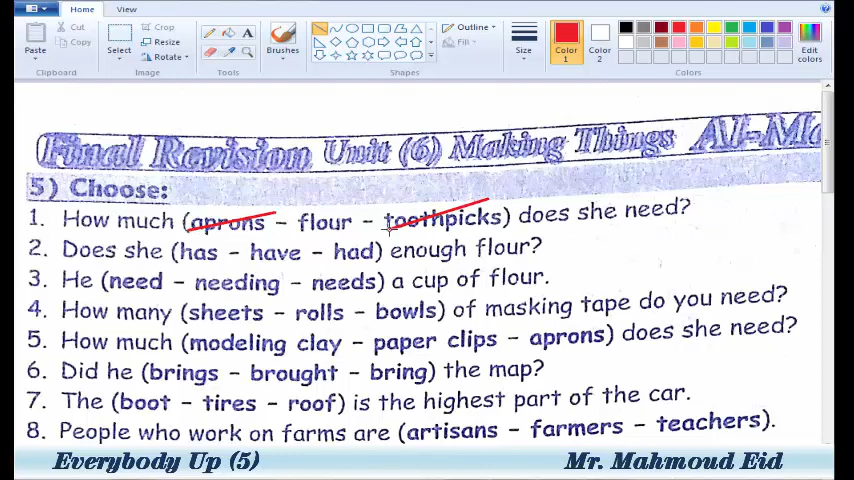 Home View
Paste Cut Copy Select Crop Resize Rotate Brushes Outline Fill Size Color 1 Color 2 Edit colors
Clipboard Image Tools Shapes Colors
Final Revision Unit (6) Making Things
5) Choose:
1. How much (aprons - flour - toothpicks) does she need?
2. Does she (has - have - had) enough flour?
3. He (need - needing - needs) a cup of flour.
4. How many (sheets - rolls - bowls) of masking tape do you need?
5. How much (modeling clay - paper clips - aprons) does she need?
6. Did he (brings - brought - bring) the map?
7. The (boot - tires - roof) is the highest part of the car.
8. People who work on farms are (artisans - farmers - teachers).
Everybody Up (5) Mr. Mahmoud Eid